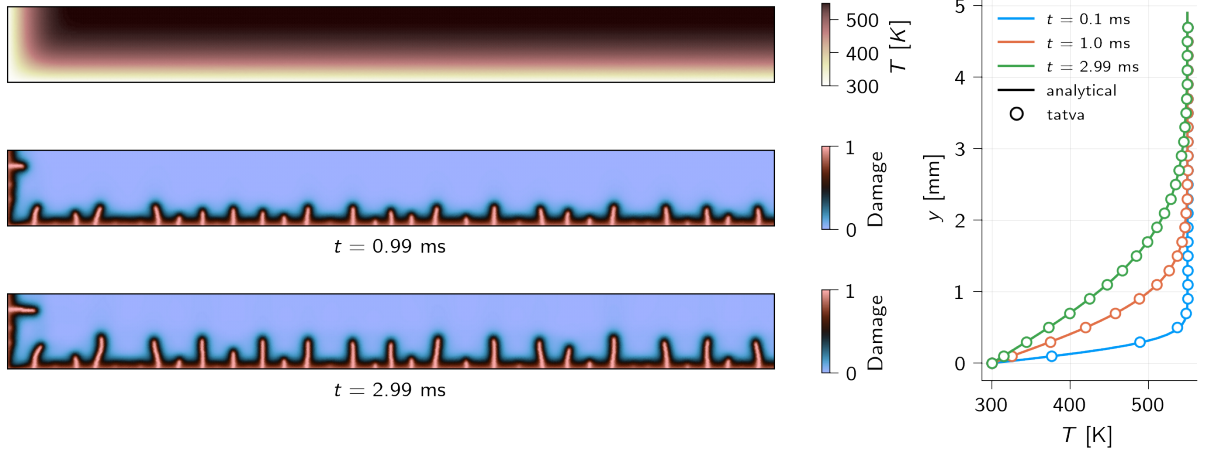 500
400
300
T [K]
1
0
Damage
t = 0.99 ms
1
0
Damage
t = 2.99 ms
t = 0.1 ms
t = 1.0 ms
t = 2.99 ms
analytical
tatva
5
4
3
2
1
0
y [mm]
300 400 500
T [K]